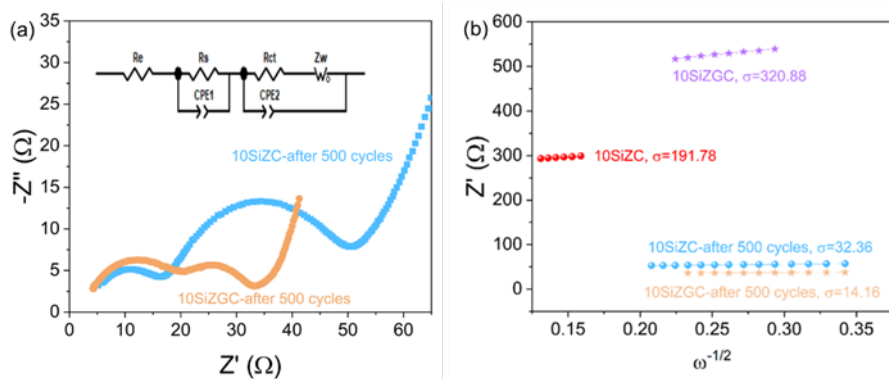 (a)
-Z'' (Ω)
35
30
25
20
15
10
5
0
Re
Rs
Rct
Zw
o
CPE1
CPE2
10SiZC-after 500 cycles
10SiZGC-after 500 cycles
0
10
20
30
40
50
60
Z' (Ω)
(b)
Z' (Ω)
600
500
400
300
200
100
50
0
10SiZGC, σ=320.88
10SiZC, σ=191.78
10SiZC-after 500 cycles, σ=32.36
10SiZGC-after 500 cycles, σ=14.16
0.15
0.20
0.25
0.30
0.35
ω-1/2